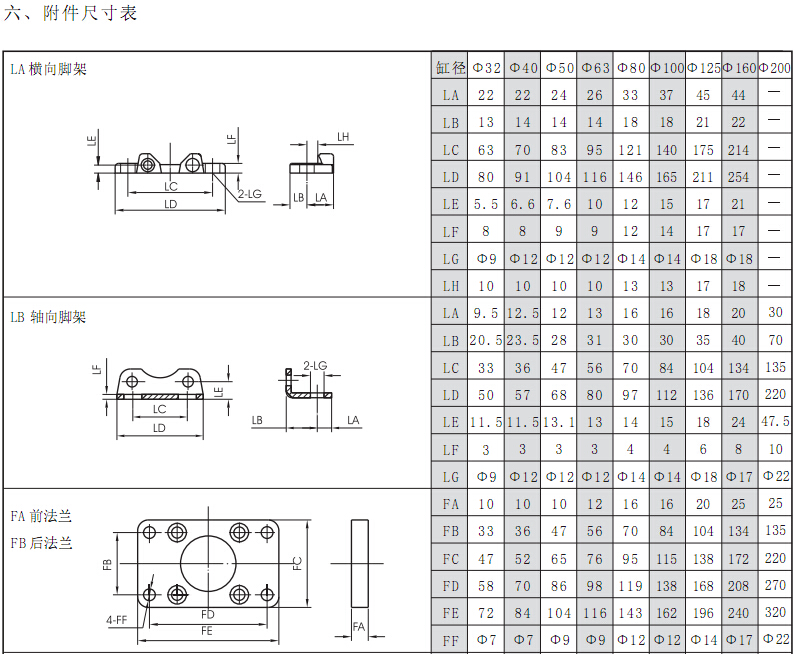 六、附件尺寸表
LA 横向脚架
LE
LF
LH
LC
2-LG
LB
LA
LD
缸径 Φ32 Φ40 Φ50 Φ63 Φ80 Φ100 Φ125 Φ160 Φ200
LA 22 22 24 26 33 37 45 44 —
LB 13 14 14 14 18 18 21 22 —
LC 63 70 83 95 121 140 175 214 —
LD 80 91 104 116 146 165 211 254 —
LE 5.5 6.6 7.6 10 12 15 17 21 —
LF 8 8 9 9 12 14 17 17 —
LG Φ9 Φ12 Φ12 Φ12 Φ14 Φ14 Φ18 Φ18 —
LH 10 10 10 10 13 13 17 18 —
LB 轴向脚架
LF
LE
2-LG
LC
LB
LA
LD
LA 9.5 12.5 12 13 16 16 18 20 30
LB 20.5 23.5 28 31 30 30 35 40 70
LC 33 36 47 56 70 84 104 134 135
LD 50 57 68 80 97 112 136 170 220
LE 11.5 11.5 13.1 13 14 15 18 24 47.5
LF 3 3 3 3 4 4 6 8 10
LG Φ9 Φ12 Φ12 Φ12 Φ14 Φ14 Φ18 Φ17 Φ22
FA 前法兰
FB 后法兰
FB
FC
4-FF
FD
FE
FA
FA 10 10 10 12 16 16 20 25 25
FB 33 36 47 56 70 84 104 134 135
FC 47 52 65 76 95 115 138 172 220
FD 58 70 86 98 119 138 168 208 270
FE 72 84 104 116 143 162 196 240 320
FF Φ7 Φ7 Φ9 Φ9 Φ12 Φ12 Φ14 Φ17 Φ22